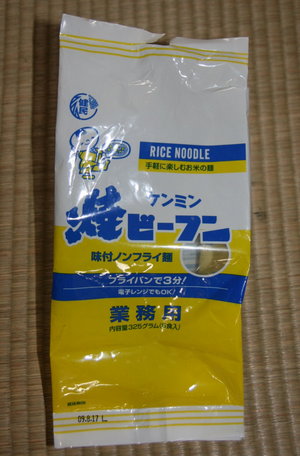 健民
RICE NOODLE
手軽に楽しむお米の麺
ケンミン
焼ビーフン
味付ノンフライ麺
フライパンで3分!
電子レンジでもOK!
業務用
内容量325グラム(5食入)
09.8.17 L